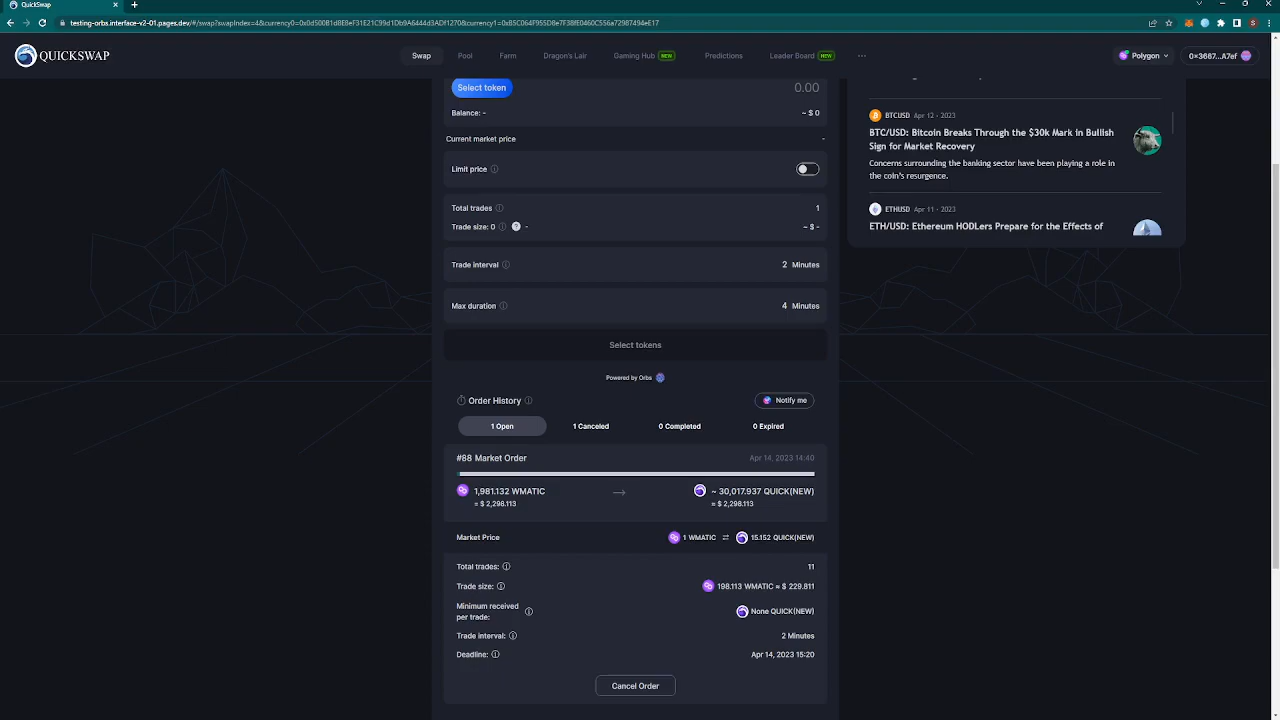 QuickSwap
testing-orbs.interface-v2-01.pages.dev/#/swap?swapIndex=4&currency0=0x0d500B1d8E8eF31E21C99d1Db9A6444d3ADf1270&currency1=0xB5C064F955D8e7F38fE0460C556a72987494eE17
QUICKSWAP
Swap Pool Farm Dragon's Lair Gaming Hub NEW Predictions Leader Board NEW ...
Polygon 0x3667...A7ef
Select token 0.00
Balance: - ~ $ 0
Current market price -
Limit price
Total trades 1
Trade size: 0 ? - ~ $ -
Trade interval 2 Minutes
Max duration 4 Minutes
Select tokens
Powered by Orbs
Order History Notify me
1 Open 1 Canceled 0 Completed 0 Expired
#88 Market Order Apr 14, 2023 14:40
1,981.132 WMATIC → ~ 30,017.937 QUICK(NEW)
≈ $ 2,298.113 ≈ $ 2,298.113
Market Price 1 WMATIC ⇄ 15.152 QUICK(NEW)
Total trades: 11
Trade size: 198.113 WMATIC ≈ $ 229.811
Minimum received
per trade: None QUICK(NEW)
Trade interval: 2 Minutes
Deadline: Apr 14, 2023 15:20
Cancel Order
BTCUSD Apr 12 · 2023
BTC/USD: Bitcoin Breaks Through the $30k Mark in Bullish
Sign for Market Recovery
Concerns surrounding the banking sector have been playing a role in
the coin's resurgence.
ETHUSD Apr 11 · 2023
ETH/USD: Ethereum HODLers Prepare for the Effects of